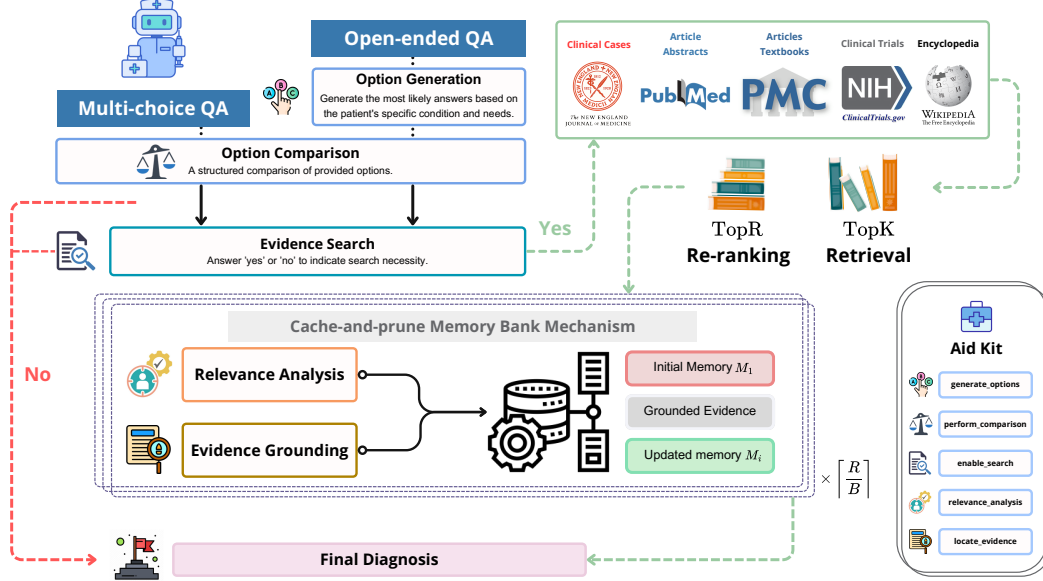 Open-ended QA
Option Generation
Generate the most likely answers based on
the patient's specific condition and needs.
A B C
Multi-choice QA
Option Comparison
A structured comparison of provided options.
Evidence Search
Answer 'yes' or 'no' to indicate search necessity.
Yes
No
Clinical Cases
The NEW ENGLAND
JOURNAL of MEDICINE
Article
Abstracts
PubMed
Articles
Textbooks
PMC
Clinical Trials
NIH
ClinicalTrials.gov
Encyclopedia
WIKIPEDIA
The Free Encyclopedia
TopR
Re-ranking
TopK
Retrieval
Cache-and-prune Memory Bank Mechanism
Relevance Analysis
Evidence Grounding
Initial Memory M₁
Grounded Evidence
Updated memory Mᵢ
× ⌈R/B⌉
Final Diagnosis
Aid Kit
A B C
generate_options
perform_comparison
enable_search
relevance_analysis
locate_evidence